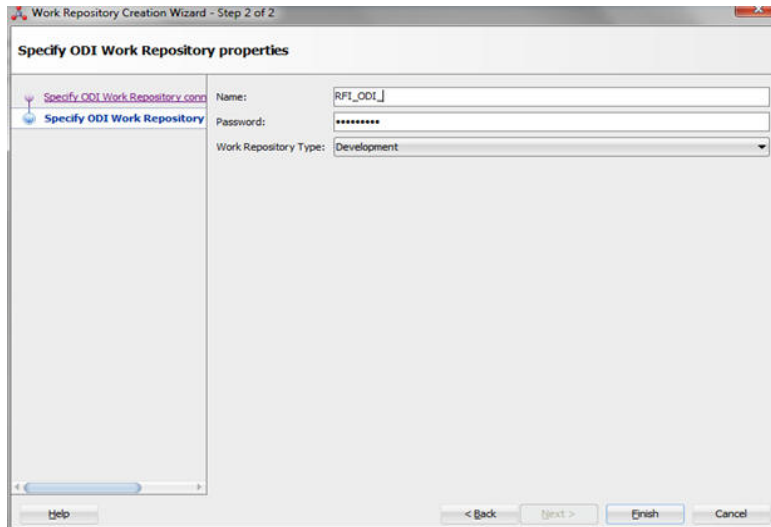 Work Repository Creation Wizard - Step 2 of 2
Specify ODI Work Repository properties
Specify ODI Work Repository conn
Specify ODI Work Repository
Name: RFI_ODI_
Password: •••••••••
Work Repository Type: Development
Help
< Back
Next >
Finish
Cancel